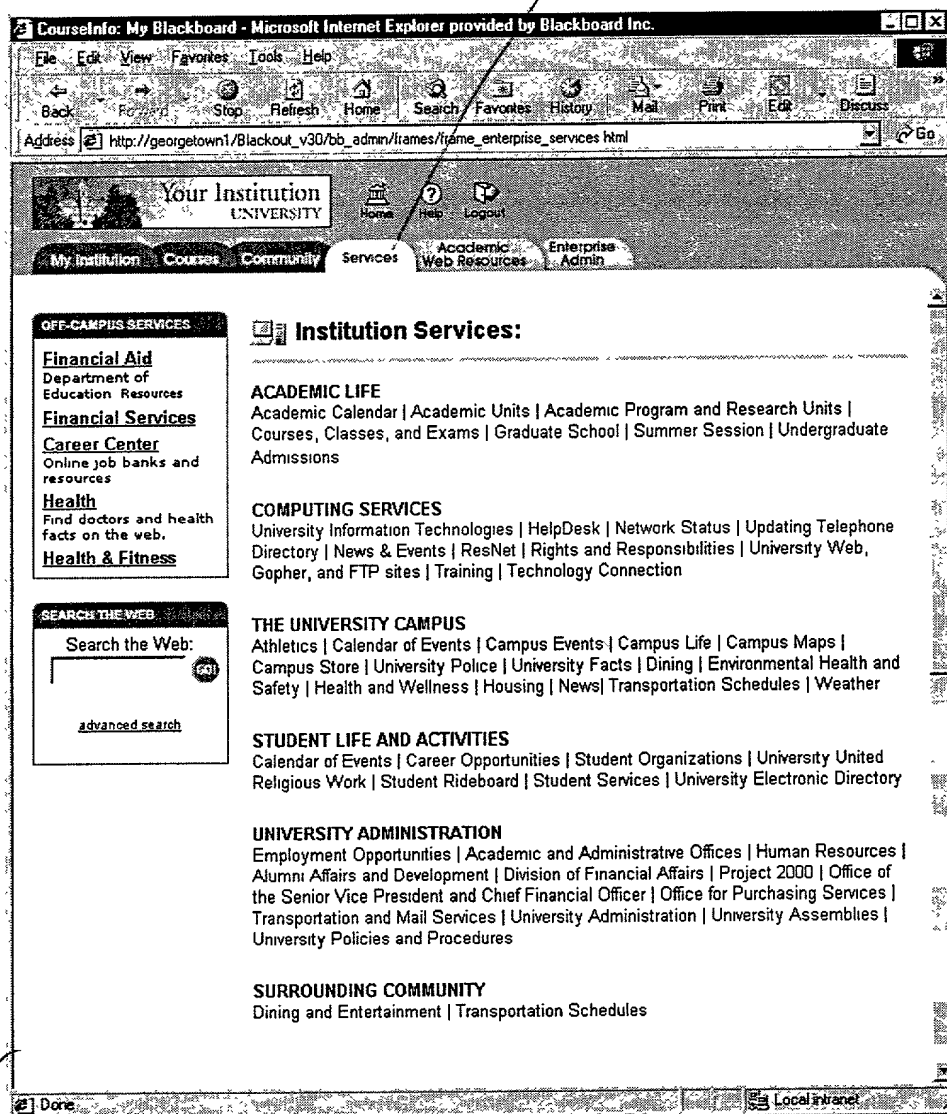 CourseInfo: My Blackboard - Microsoft Internet Explorer provided by Blackboard Inc.
File Edit View Favorites Tools Help
Back Forward Stop Refresh Home Search Favorites History Mail Print Edit Discuss
Address http://georgetown1/Blackout_v30/bb_admin/frames/frame_enterprise_services html Go
Your Institution
UNIVERSITY
Home Help Logout
My Institution Courses Community Services Academic Web Resources Enterprise Admin
OFF-CAMPUS SERVICES
Financial Aid
Department of
Education Resources
Financial Services
Career Center
Online job banks and
resources
Health
Find doctors and health
facts on the web.
Health & Fitness
SEARCH THE WEB
Search the Web:
GO!
advanced search
Institution Services:
ACADEMIC LIFE
Academic Calendar | Academic Units | Academic Program and Research Units |
Courses, Classes, and Exams | Graduate School | Summer Session | Undergraduate
Admissions
COMPUTING SERVICES
University Information Technologies | HelpDesk | Network Status | Updating Telephone
Directory | News & Events | ResNet | Rights and Responsibilities | University Web,
Gopher, and FTP sites | Training | Technology Connection
THE UNIVERSITY CAMPUS
Athletics | Calendar of Events | Campus Events | Campus Life | Campus Maps |
Campus Store | University Police | University Facts | Dining | Environmental Health and
Safety | Health and Wellness | Housing | News| Transportation Schedules | Weather
STUDENT LIFE AND ACTIVITIES
Calendar of Events | Career Opportunities | Student Organizations | University United
Religious Work | Student Rideboard | Student Services | University Electronic Directory
UNIVERSITY ADMINISTRATION
Employment Opportunities | Academic and Administrative Offices | Human Resources |
Alumni Affairs and Development | Division of Financial Affairs | Project 2000 | Office of
the Senior Vice President and Chief Financial Officer | Office for Purchasing Services |
Transportation and Mail Services | University Administration | University Assemblies |
University Policies and Procedures
SURROUNDING COMMUNITY
Dining and Entertainment | Transportation Schedules
Done Local intranet